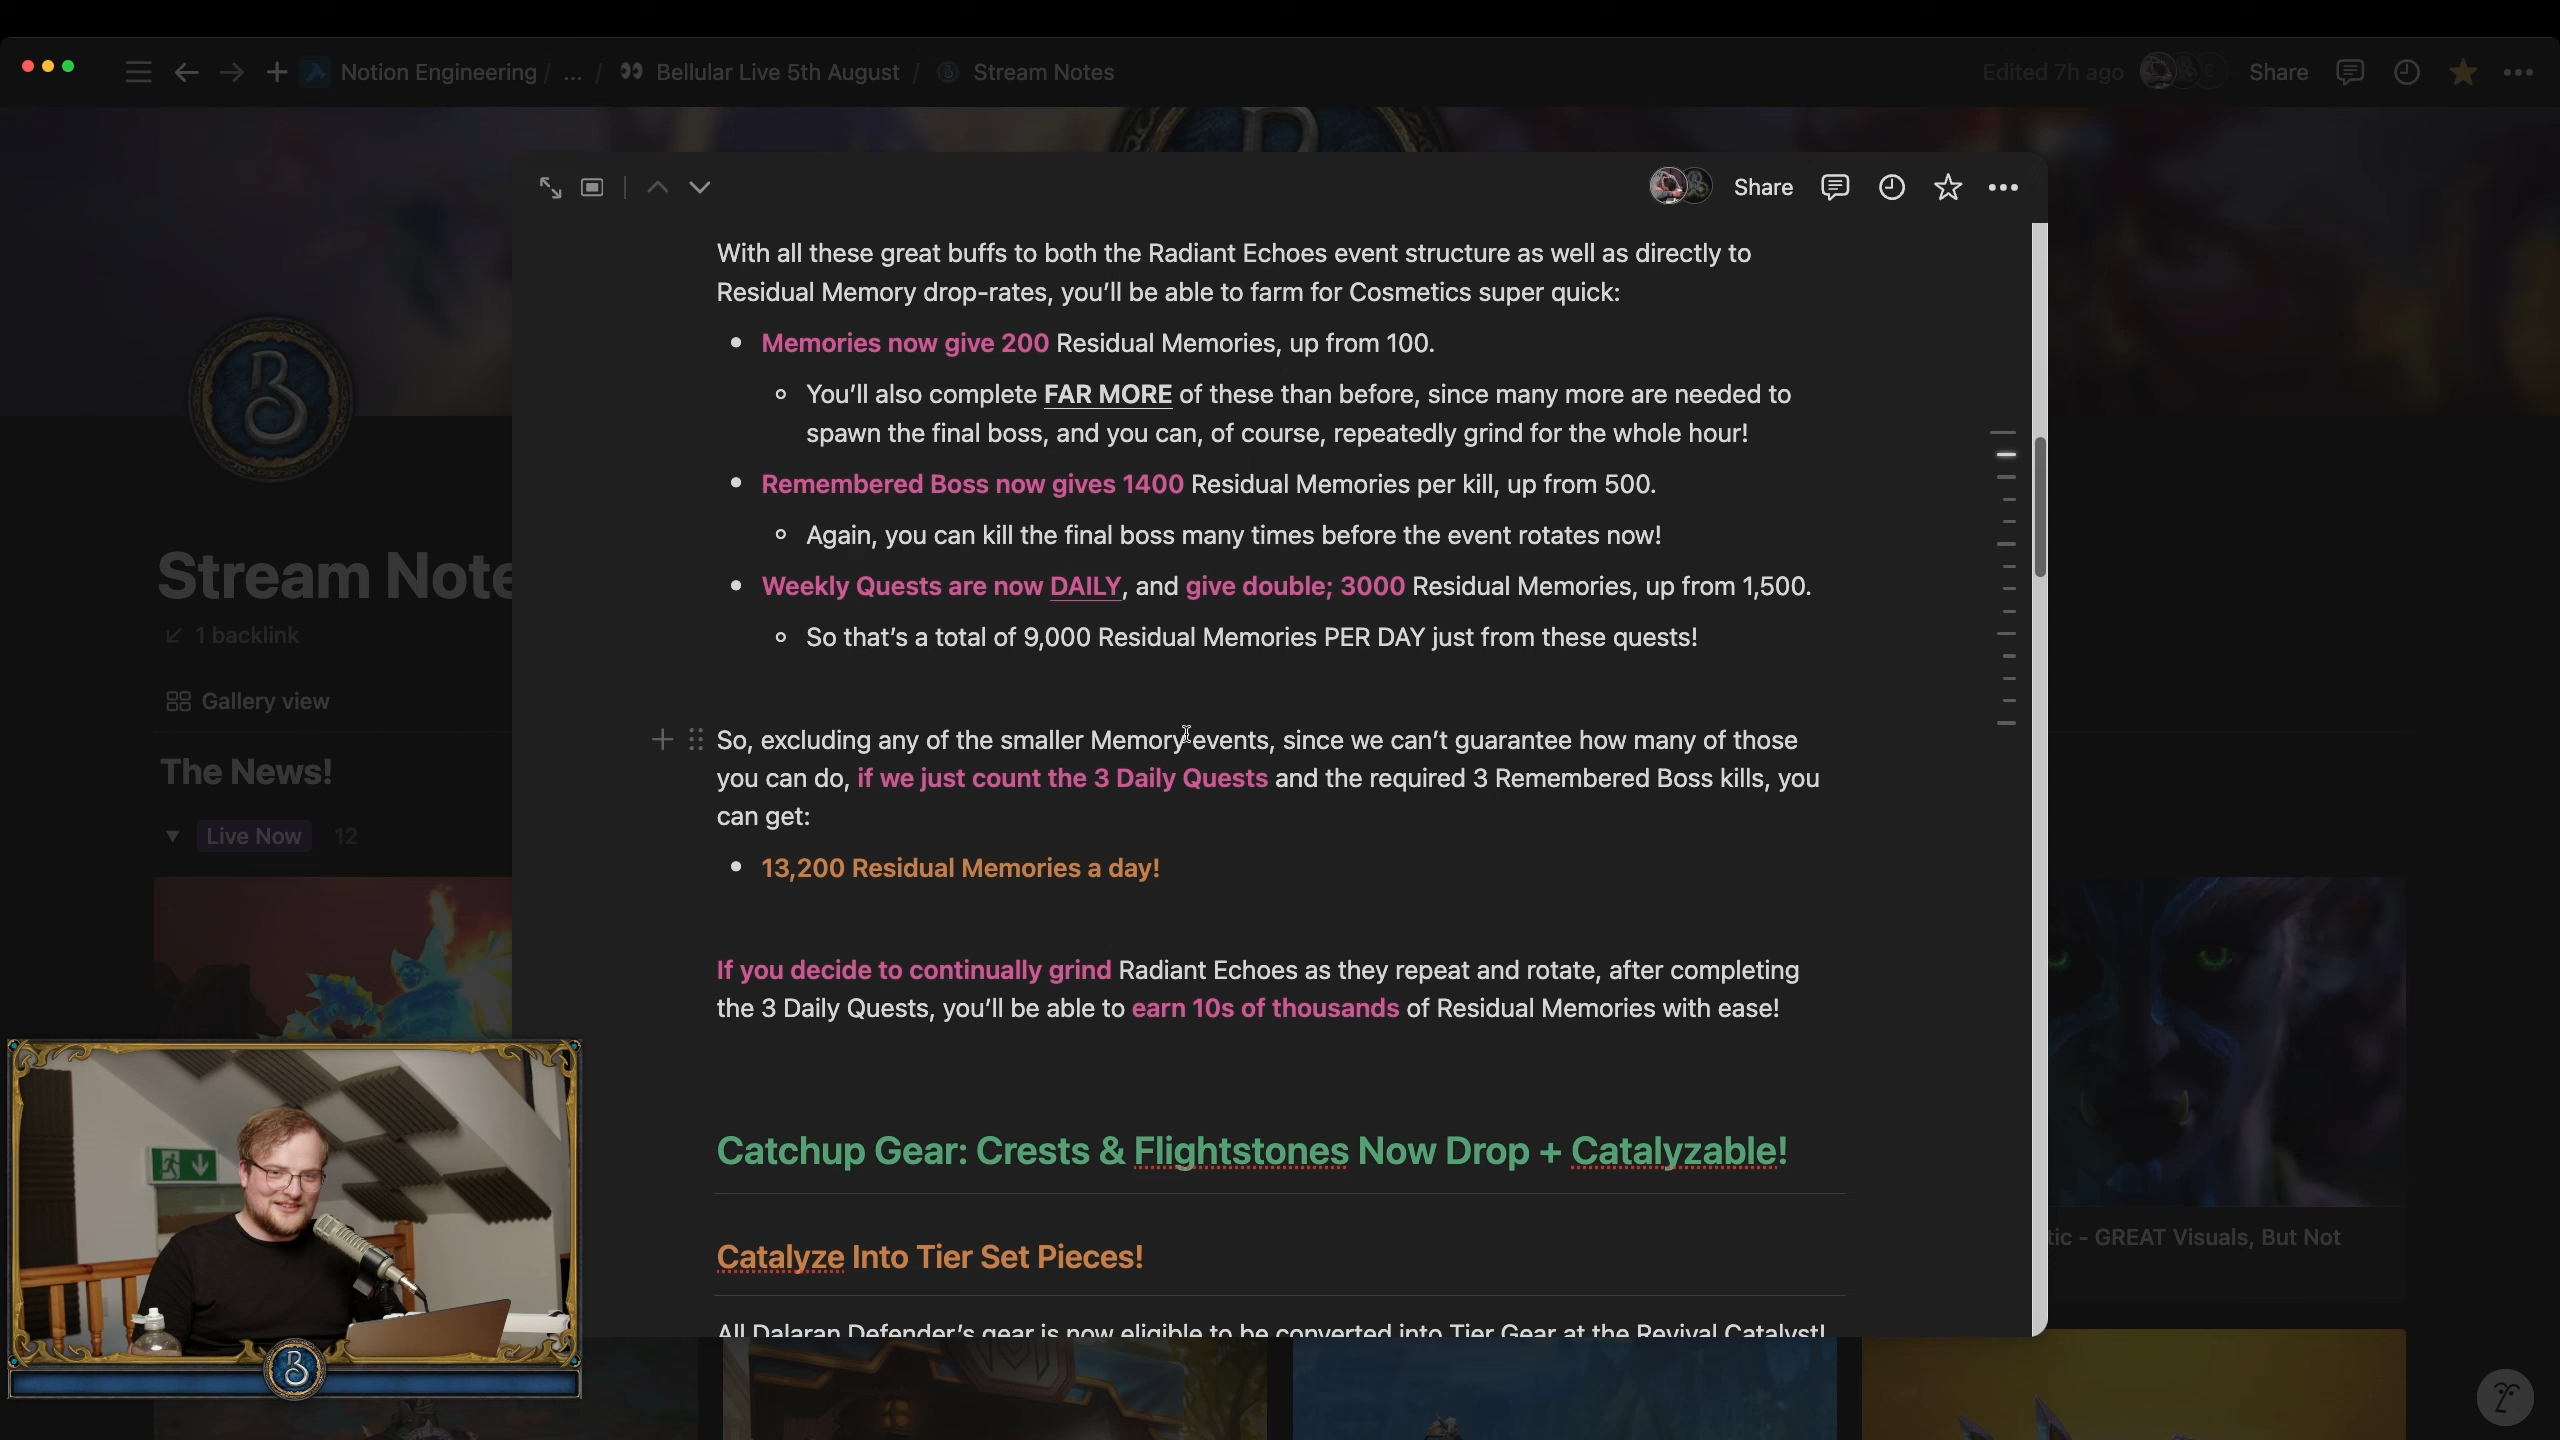 Notion Engineering / ... / 👀 Bellular Live 5th August / Stream Notes
Edited 7h ago Share
Share
Stream Note
1 backlink
Gallery view
The News!
Live Now 12
With all these great buffs to both the Radiant Echoes event structure as well as directly to
Residual Memory drop-rates, you’ll be able to farm for Cosmetics super quick:
• Memories now give 200 Residual Memories, up from 100.
◦ You’ll also complete FAR MORE of these than before, since many more are needed to
spawn the final boss, and you can, of course, repeatedly grind for the whole hour!
• Remembered Boss now gives 1400 Residual Memories per kill, up from 500.
◦ Again, you can kill the final boss many times before the event rotates now!
• Weekly Quests are now DAILY, and give double; 3000 Residual Memories, up from 1,500.
◦ So that’s a total of 9,000 Residual Memories PER DAY just from these quests!
So, excluding any of the smaller Memory events, since we can’t guarantee how many of those
you can do, if we just count the 3 Daily Quests and the required 3 Remembered Boss kills, you
can get:
• 13,200 Residual Memories a day!
If you decide to continually grind Radiant Echoes as they repeat and rotate, after completing
the 3 Daily Quests, you’ll be able to earn 10s of thousands of Residual Memories with ease!
Catchup Gear: Crests & Flightstones Now Drop + Catalyzable!
Catalyze Into Tier Set Pieces!
All Dalaran Defender’s gear is now eligible to be converted into Tier Gear at the Revival Catalyst!
tic - GREAT Visuals, But Not